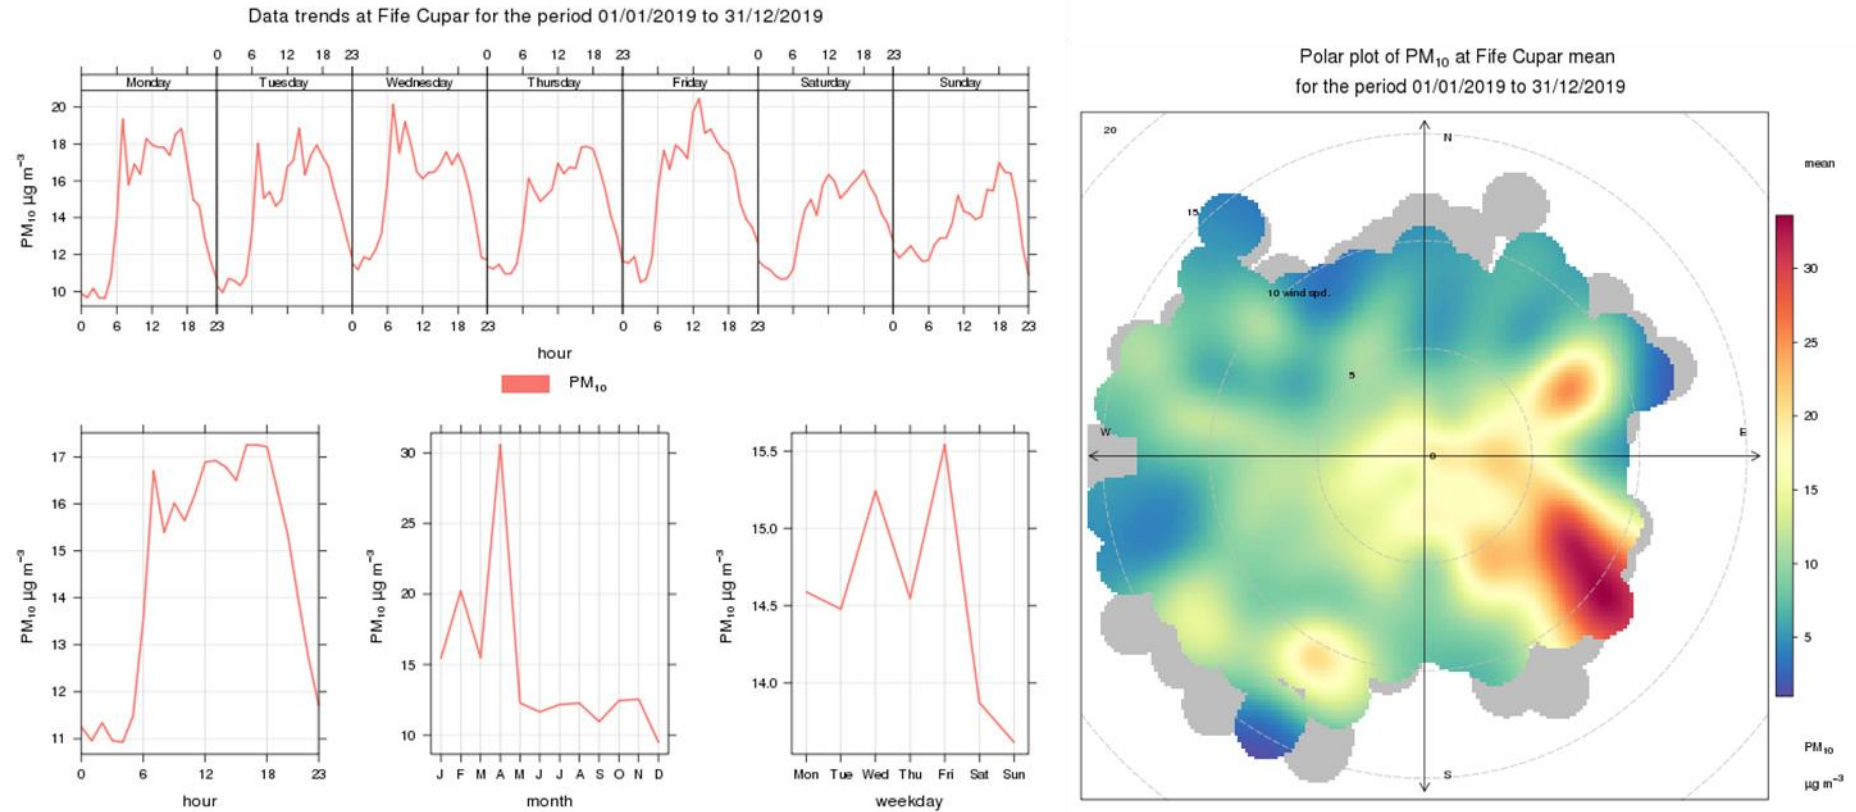 Data trends at Fife Cupar for the period 01/01/2019 to 31/12/2019
0 6 12 18 23 0 6 12 18 23 0 6 12 18 23
Monday Tuesday Wednesday Thursday Friday Saturday Sunday
20
18
16
14
12
10
PM₁₀ µg m⁻³
0 6 12 18 23 0 6 12 18 23 0 6 12 18 23 0 6 12 18 23
hour
PM₁₀
17
16
15
14
13
12
11
PM₁₀ µg m⁻³
0 6 12 18 23
hour
30
25
20
15
10
PM₁₀ µg m⁻³
J F M A M J J A S O N D
month
15.5
15.0
14.5
14.0
PM₁₀ µg m⁻³
Mon Tue Wed Thu Fri Sat Sun
weekday
Polar plot of PM₁₀ at Fife Cupar mean
for the period 01/01/2019 to 31/12/2019
20
N
15
10 wind spd.
5
W
0
E
S
mean
30
25
20
15
10
5
PM₁₀
µg m⁻³